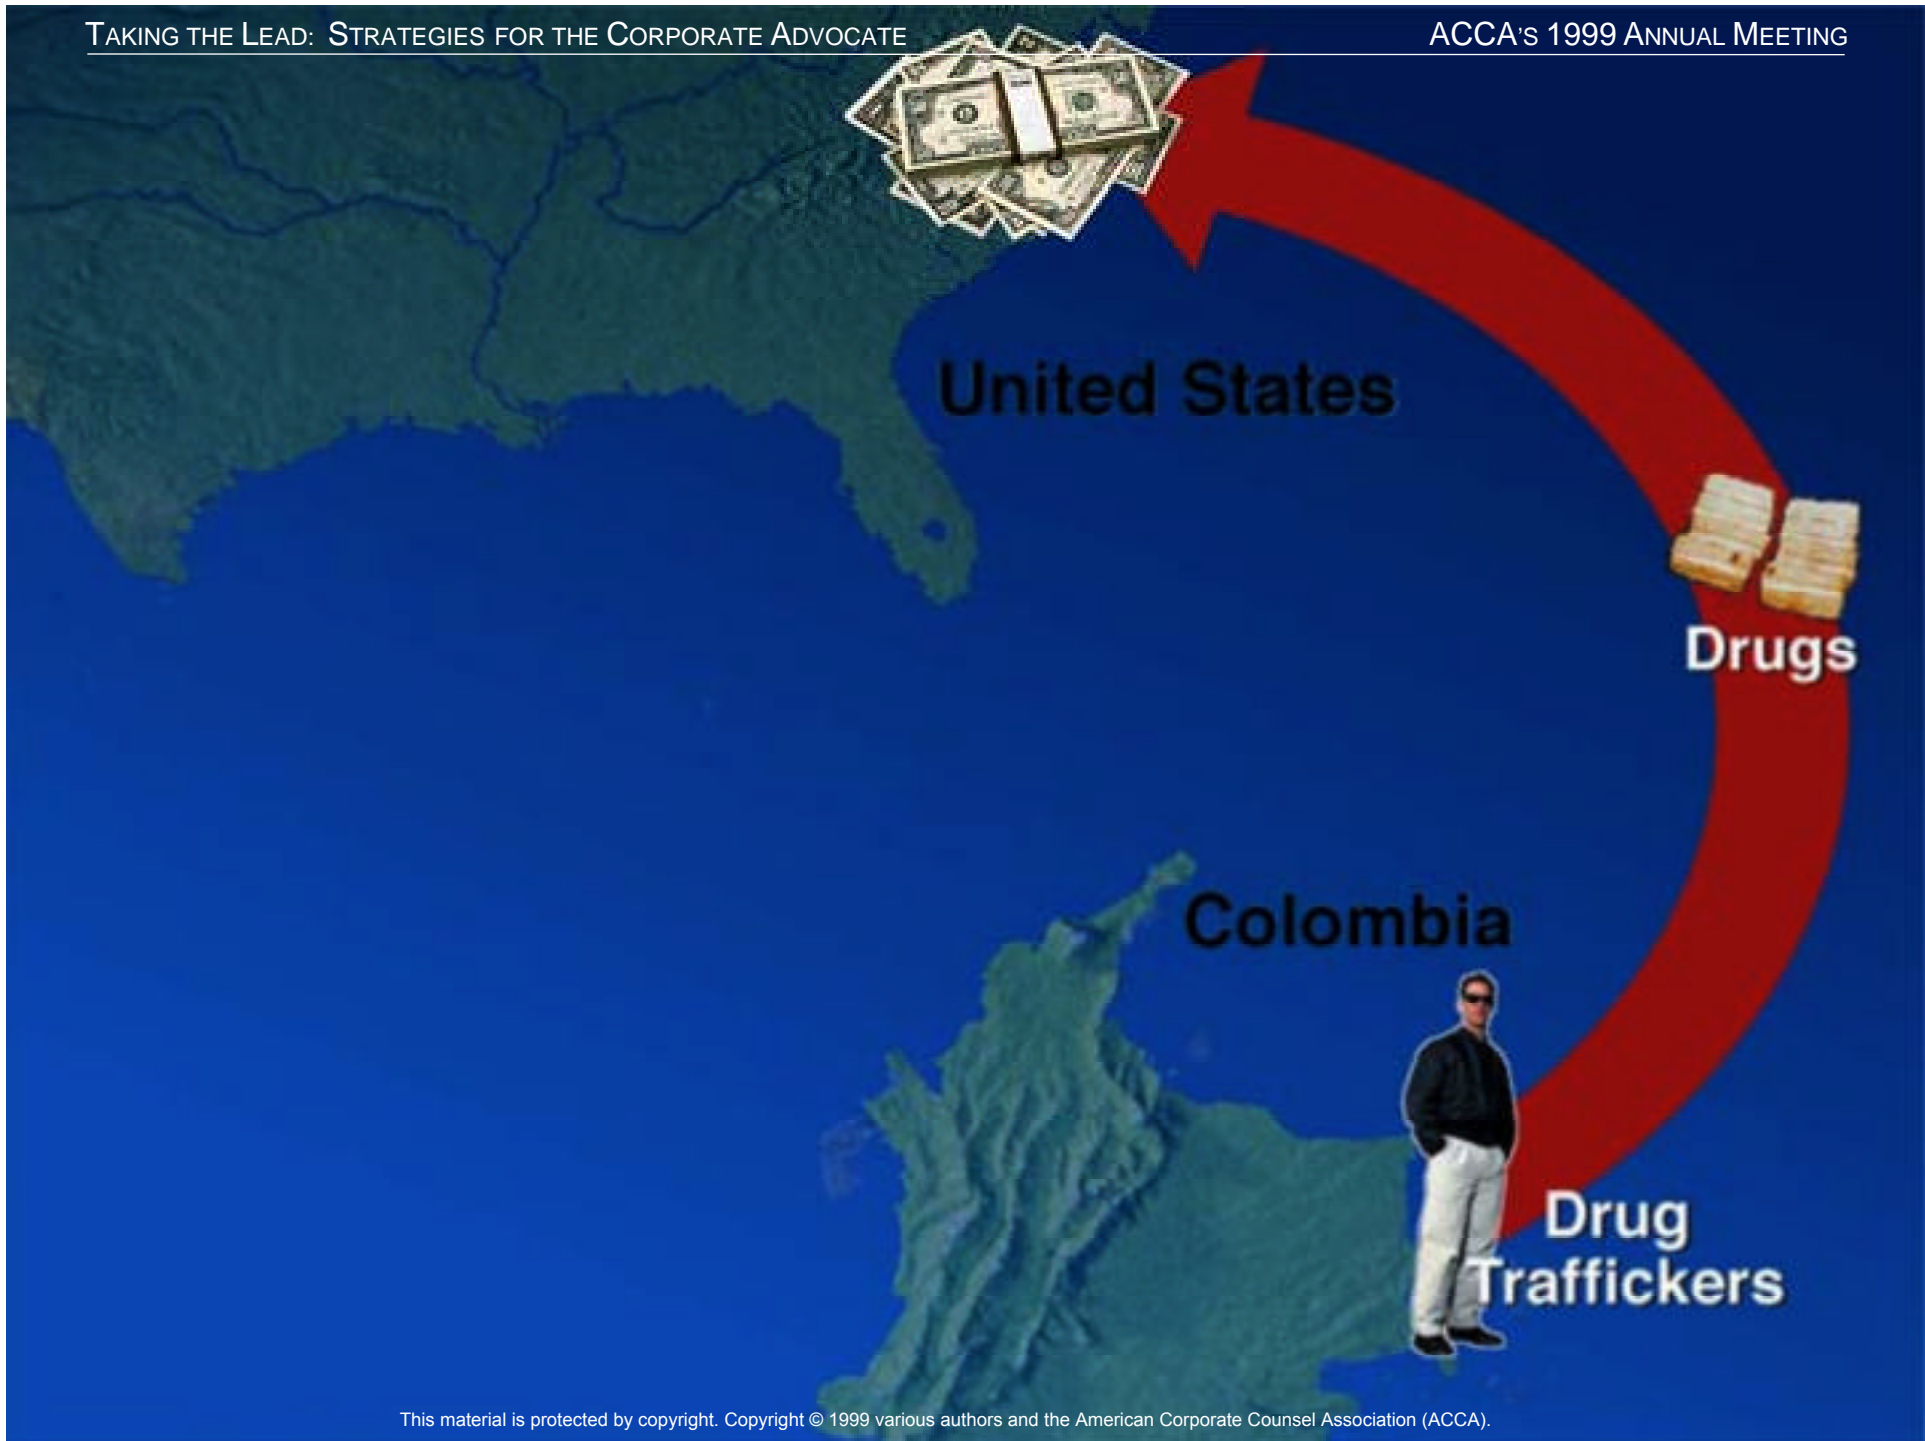 TAKING THE LEAD: STRATEGIES FOR THE CORPORATE ADVOCATE
ACCA'S 1999 ANNUAL MEETING
United States
Drugs
Colombia
Drug
Traffickers
This material is protected by copyright. Copyright © 1999 various authors and the American Corporate Counsel Association (ACCA).